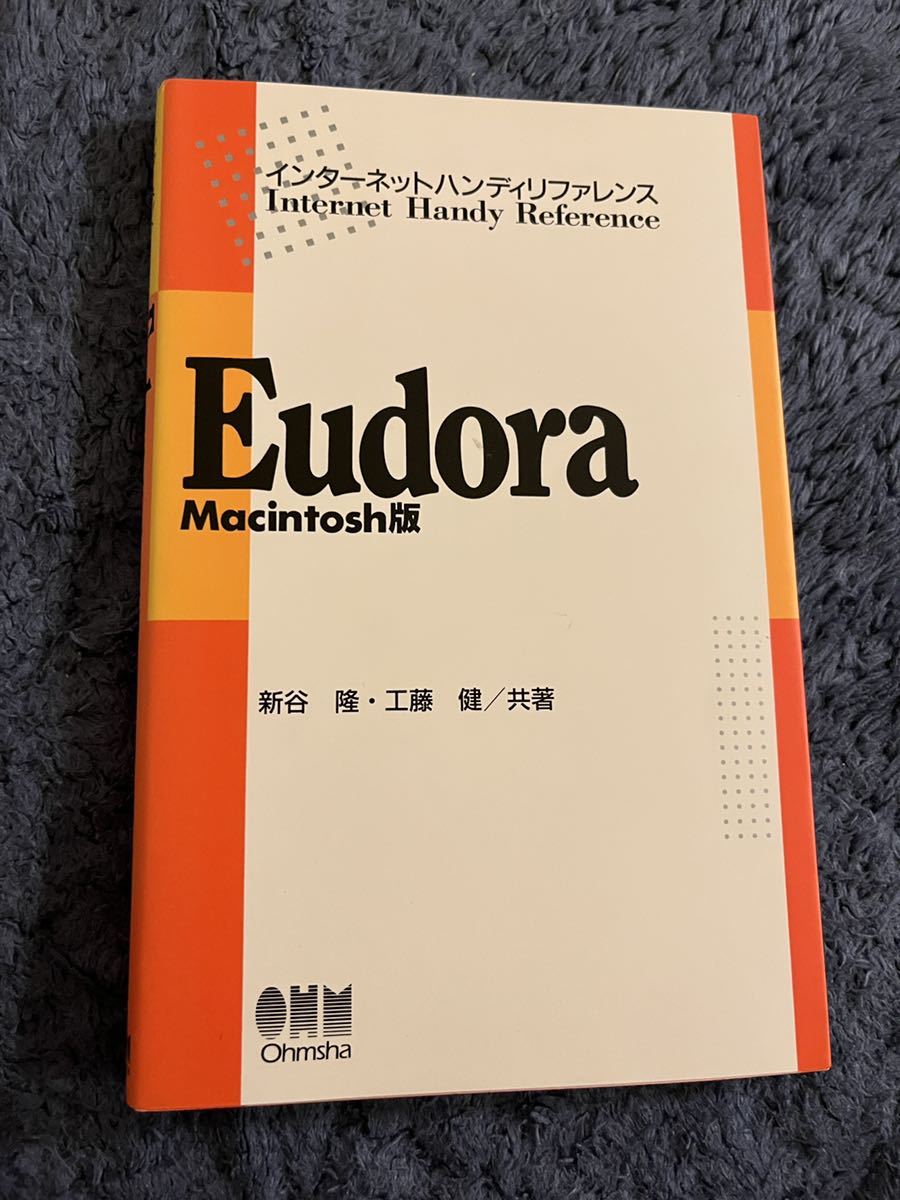 インターネットハンディリファレンス
Internet Handy Reference
Eudora
Macintosh版
新谷　隆・工藤　健／共著
OHM
Ohmsha